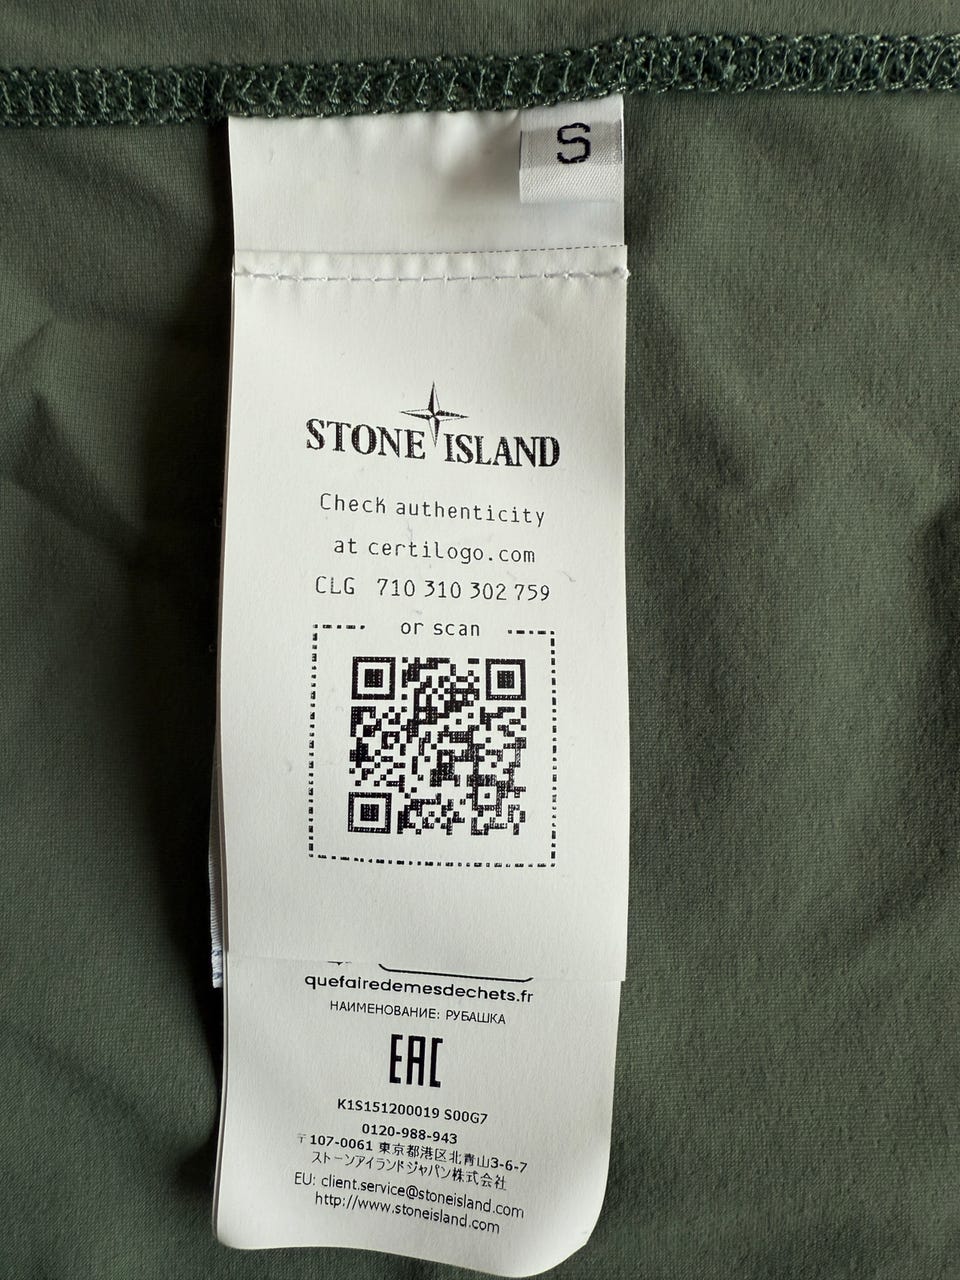 S
STONE ISLAND
Check authenticity
at certilogo.com
CLG 710 310 302 759
or scan
quefairedemesdechets.fr
НАИМЕНОВАНИЕ: РУБАШКА
EAC
K1S151200019 S00G7
0120-988-943
〒107-0061 東京都港区北青山3-6-7
ストーンアイランドジャパン株式会社
EU: client.service@stoneisland.com
http://www.stoneisland.com